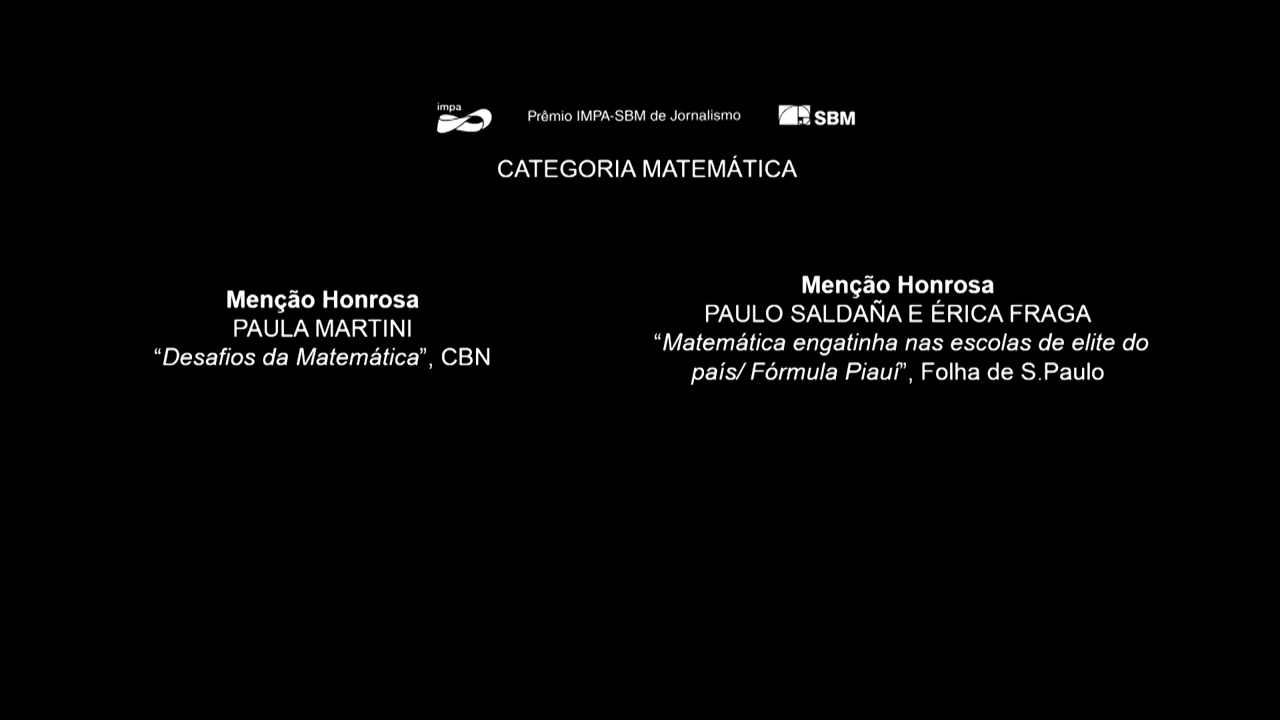 impa
Prêmio IMPA-SBM de Jornalismo
SBM
CATEGORIA MATEMÁTICA
Menção Honrosa
PAULA MARTINI
“Desafios da Matemática”, CBN
Menção Honrosa
PAULO SALDAÑA E ÉRICA FRAGA
“Matemática engatinha nas escolas de elite do
país/ Fórmula Piauí”, Folha de S.Paulo